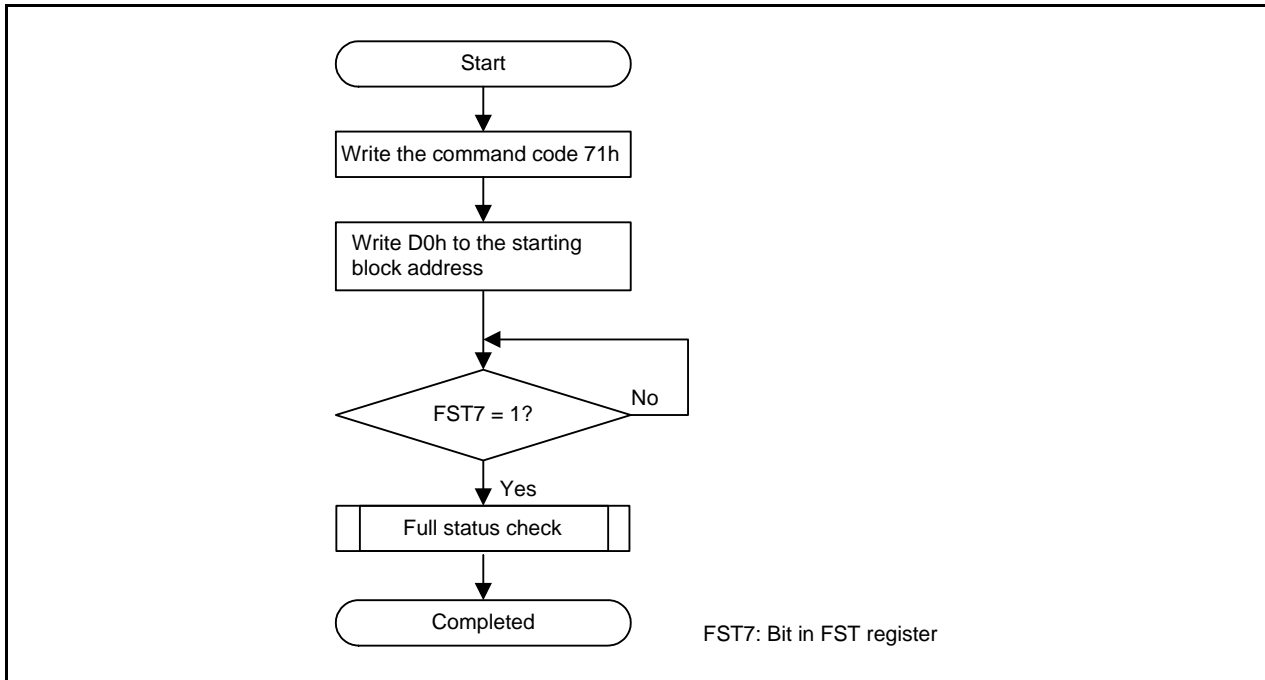 Start
Write the command code 71h
Write D0h to the starting
block address
No
FST7 = 1?
Yes
Full status check
Completed
FST7: Bit in FST register